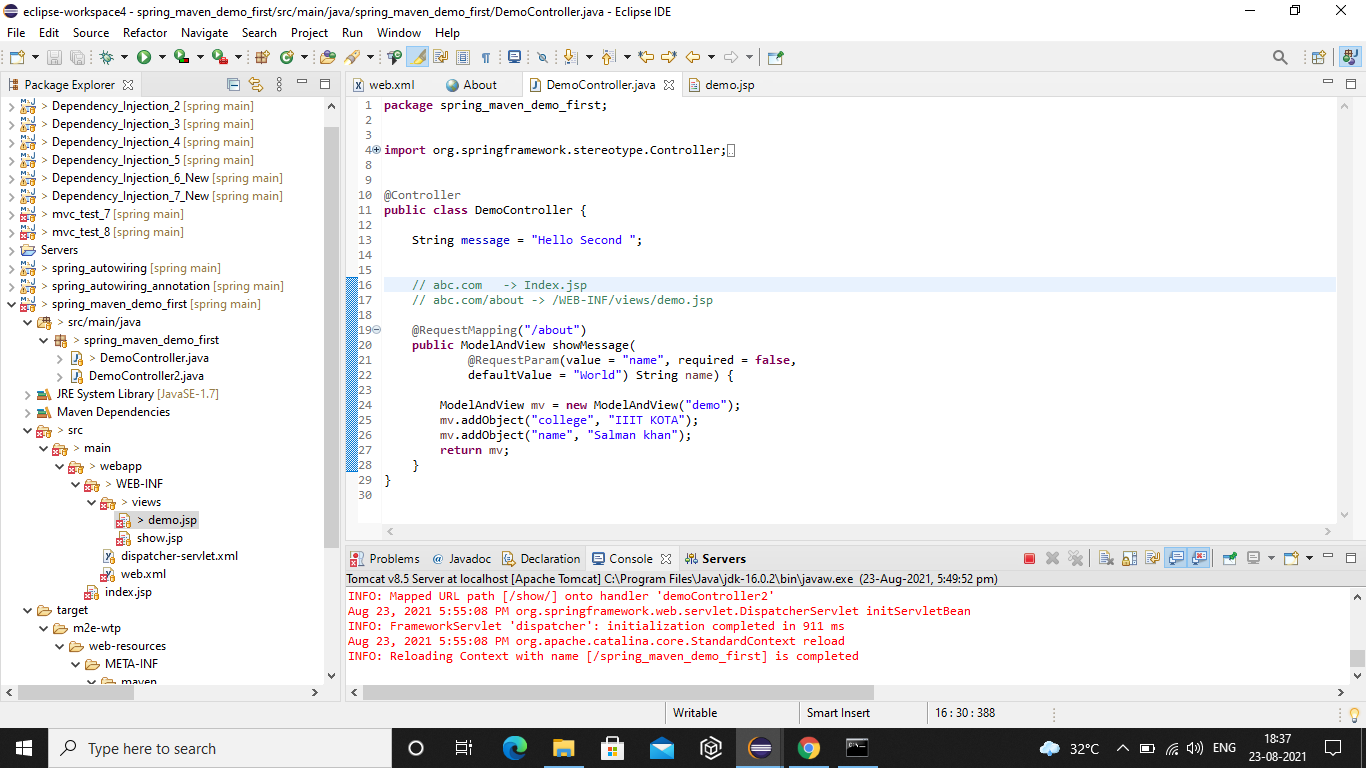 eclipse-workspace4 - spring_maven_demo_first/src/main/java/spring_maven_demo_first/DemoController.java - Eclipse IDE
File Edit Source Refactor Navigate Search Project Run Window Help
Package Explorer
> Dependency_Injection_2 [spring main]
> Dependency_Injection_3 [spring main]
> Dependency_Injection_4 [spring main]
> Dependency_Injection_5 [spring main]
> Dependency_Injection_6_New [spring main]
> Dependency_Injection_7_New [spring main]
> mvc_test_7 [spring main]
> mvc_test_8 [spring main]
Servers
> spring_autowiring [spring main]
> spring_autowiring_annotation [spring main]
> spring_maven_demo_first [spring main]
> src/main/java
> spring_maven_demo_first
> DemoController.java
DemoController2.java
JRE System Library [JavaSE-1.7]
Maven Dependencies
> src
> main
> webapp
> WEB-INF
> views
> demo.jsp
show.jsp
dispatcher-servlet.xml
web.xml
index.jsp
target
m2e-wtp
web-resources
META-INF
maven
web.xml About DemoController.java demo.jsp
1 package spring_maven_demo_first;
2
3
4 import org.springframework.stereotype.Controller;
8
9
10 @Controller
11 public class DemoController {
12
13 String message = "Hello Second ";
14
15
16 // abc.com -> Index.jsp
17 // abc.com/about -> /WEB-INF/views/demo.jsp
18
19 @RequestMapping("/about")
20 public ModelAndView showMessage(
21 @RequestParam(value = "name", required = false,
22 defaultValue = "World") String name) {
23
24 ModelAndView mv = new ModelAndView("demo");
25 mv.addObject("college", "IIIT KOTA");
26 mv.addObject("name", "Salman khan");
27 return mv;
28 }
29 }
30
Problems @ Javadoc Declaration Console Servers
Tomcat v8.5 Server at localhost [Apache Tomcat] C:\Program Files\Java\jdk-16.0.2\bin\javaw.exe (23-Aug-2021, 5:49:52 pm)
INFO: Mapped URL path [/show/] onto handler 'demoController2'
Aug 23, 2021 5:55:08 PM org.springframework.web.servlet.DispatcherServlet initServletBean
INFO: FrameworkServlet 'dispatcher': initialization completed in 911 ms
Aug 23, 2021 5:55:08 PM org.apache.catalina.core.StandardContext reload
INFO: Reloading Context with name [/spring_maven_demo_first] is completed
Writable Smart Insert 16 : 30 : 388
Type here to search
32°C ENG 18:37
23-08-2021